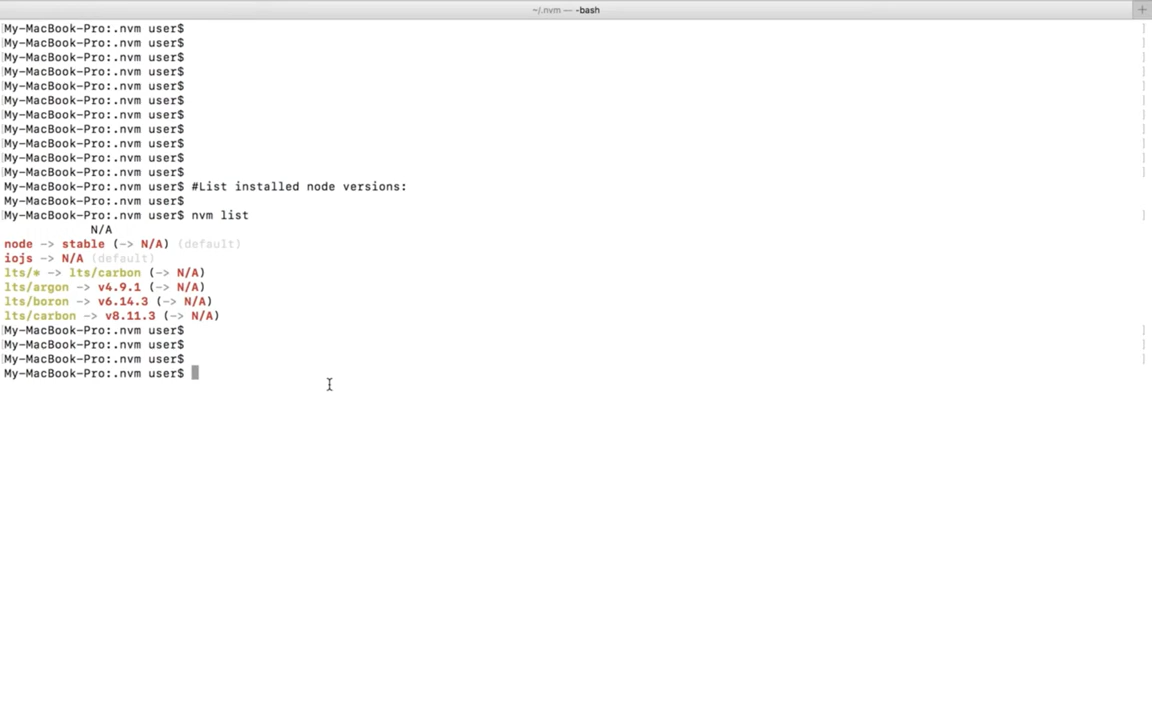 ~/.nvm — -bash
My-MacBook-Pro:.nvm user$
My-MacBook-Pro:.nvm user$
My-MacBook-Pro:.nvm user$
My-MacBook-Pro:.nvm user$
My-MacBook-Pro:.nvm user$
My-MacBook-Pro:.nvm user$
My-MacBook-Pro:.nvm user$
My-MacBook-Pro:.nvm user$
My-MacBook-Pro:.nvm user$
My-MacBook-Pro:.nvm user$
My-MacBook-Pro:.nvm user$
My-MacBook-Pro:.nvm user$ #List installed node versions:
My-MacBook-Pro:.nvm user$
My-MacBook-Pro:.nvm user$ nvm list
N/A
node -> stable (-> N/A) (default)
iojs -> N/A (default)
lts/* -> lts/carbon (-> N/A)
lts/argon -> v4.9.1 (-> N/A)
lts/boron -> v6.14.3 (-> N/A)
lts/carbon -> v8.11.3 (-> N/A)
My-MacBook-Pro:.nvm user$
My-MacBook-Pro:.nvm user$
My-MacBook-Pro:.nvm user$
My-MacBook-Pro:.nvm user$